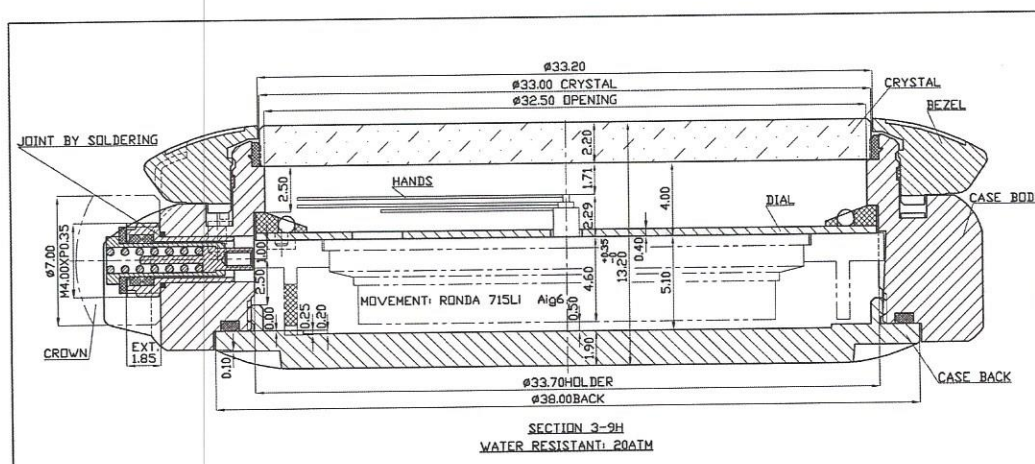 ø33.20
ø33.00 CRYSTAL
ø32.50 OPENING
CRYSTAL
BEZEL
JOINT BY SOLDERING
HANDS
2.50
2.20
1.71
2.29
4.00
DIAL
CASE BOD
ø7.00
M4.00XP0.35
1.00
2.50
4.60 +0.35 -0
13.20
0.40
5.10
MOVEMENT: RONDA 715LI Aig6
0.00
0.25
0.20
0.50
CROWN
EXT.
1.85
0.10
1.90
ø33.70HOLDER
ø38.00BACK
CASE BACK
SECTION 3-9H
WATER RESISTANT: 20ATM